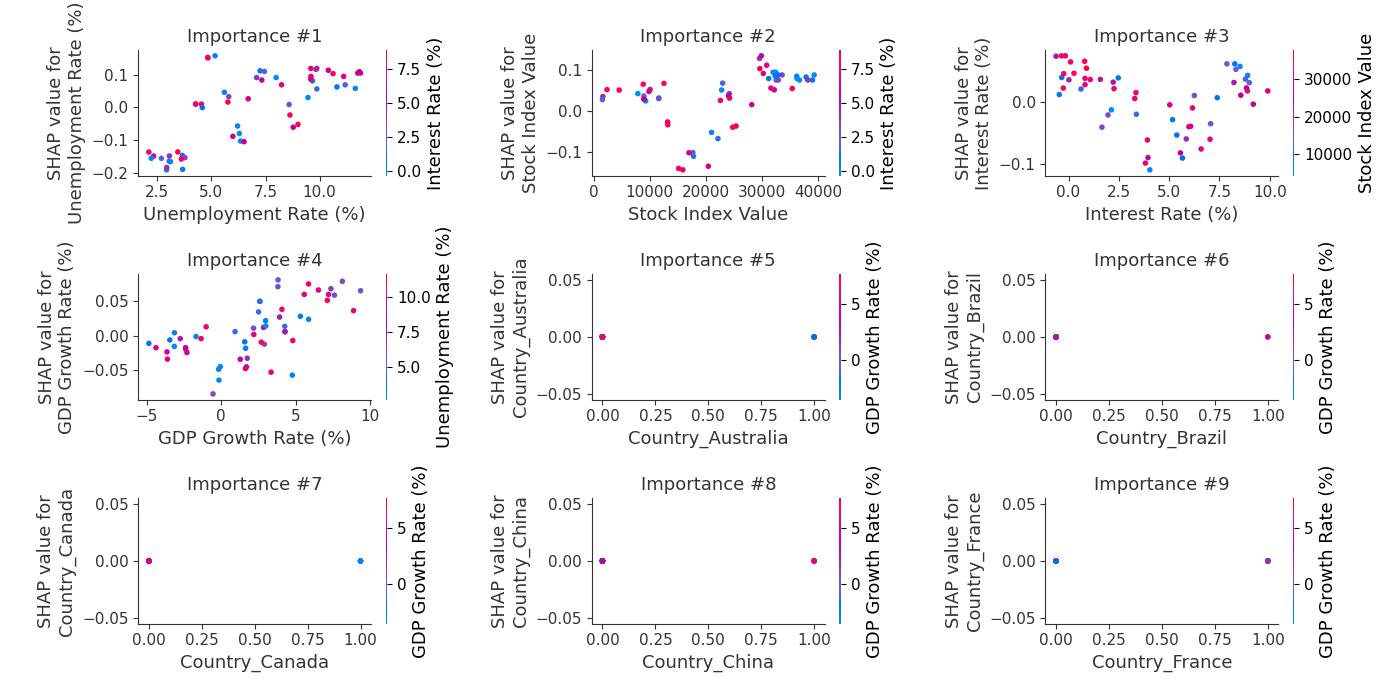 Importance #1
SHAP value for
Unemployment Rate (%)
0.1
0.0
−0.1
−0.2
2.5
5.0
7.5
10.0
Unemployment Rate (%)
7.5
5.0
2.5
0.0
Interest Rate (%)
Importance #2
SHAP value for
Stock Index Value
0.1
0.0
−0.1
0
10000
20000
30000
40000
Stock Index Value
7.5
5.0
2.5
0.0
Interest Rate (%)
Importance #3
SHAP value for
Interest Rate (%)
0.0
−0.1
0.0
2.5
5.0
7.5
10.0
Interest Rate (%)
30000
20000
10000
Stock Index Value
Importance #4
SHAP value for
GDP Growth Rate (%)
0.05
0.00
−0.05
−5
0
5
10
GDP Growth Rate (%)
10.0
7.5
5.0
Unemployment Rate (%)
Importance #5
SHAP value for
Country_Australia
0.05
0.00
−0.05
0.00
0.25
0.50
0.75
1.00
Country_Australia
5
0
GDP Growth Rate (%)
Importance #6
SHAP value for
Country_Brazil
0.05
0.00
−0.05
0.00
0.25
0.50
0.75
1.00
Country_Brazil
5
0
GDP Growth Rate (%)
Importance #7
SHAP value for
Country_Canada
0.05
0.00
−0.05
0.00
0.25
0.50
0.75
1.00
Country_Canada
5
0
GDP Growth Rate (%)
Importance #8
SHAP value for
Country_China
0.05
0.00
−0.05
0.00
0.25
0.50
0.75
1.00
Country_China
5
0
GDP Growth Rate (%)
Importance #9
SHAP value for
Country_France
0.05
0.00
−0.05
0.00
0.25
0.50
0.75
1.00
Country_France
5
0
GDP Growth Rate (%)